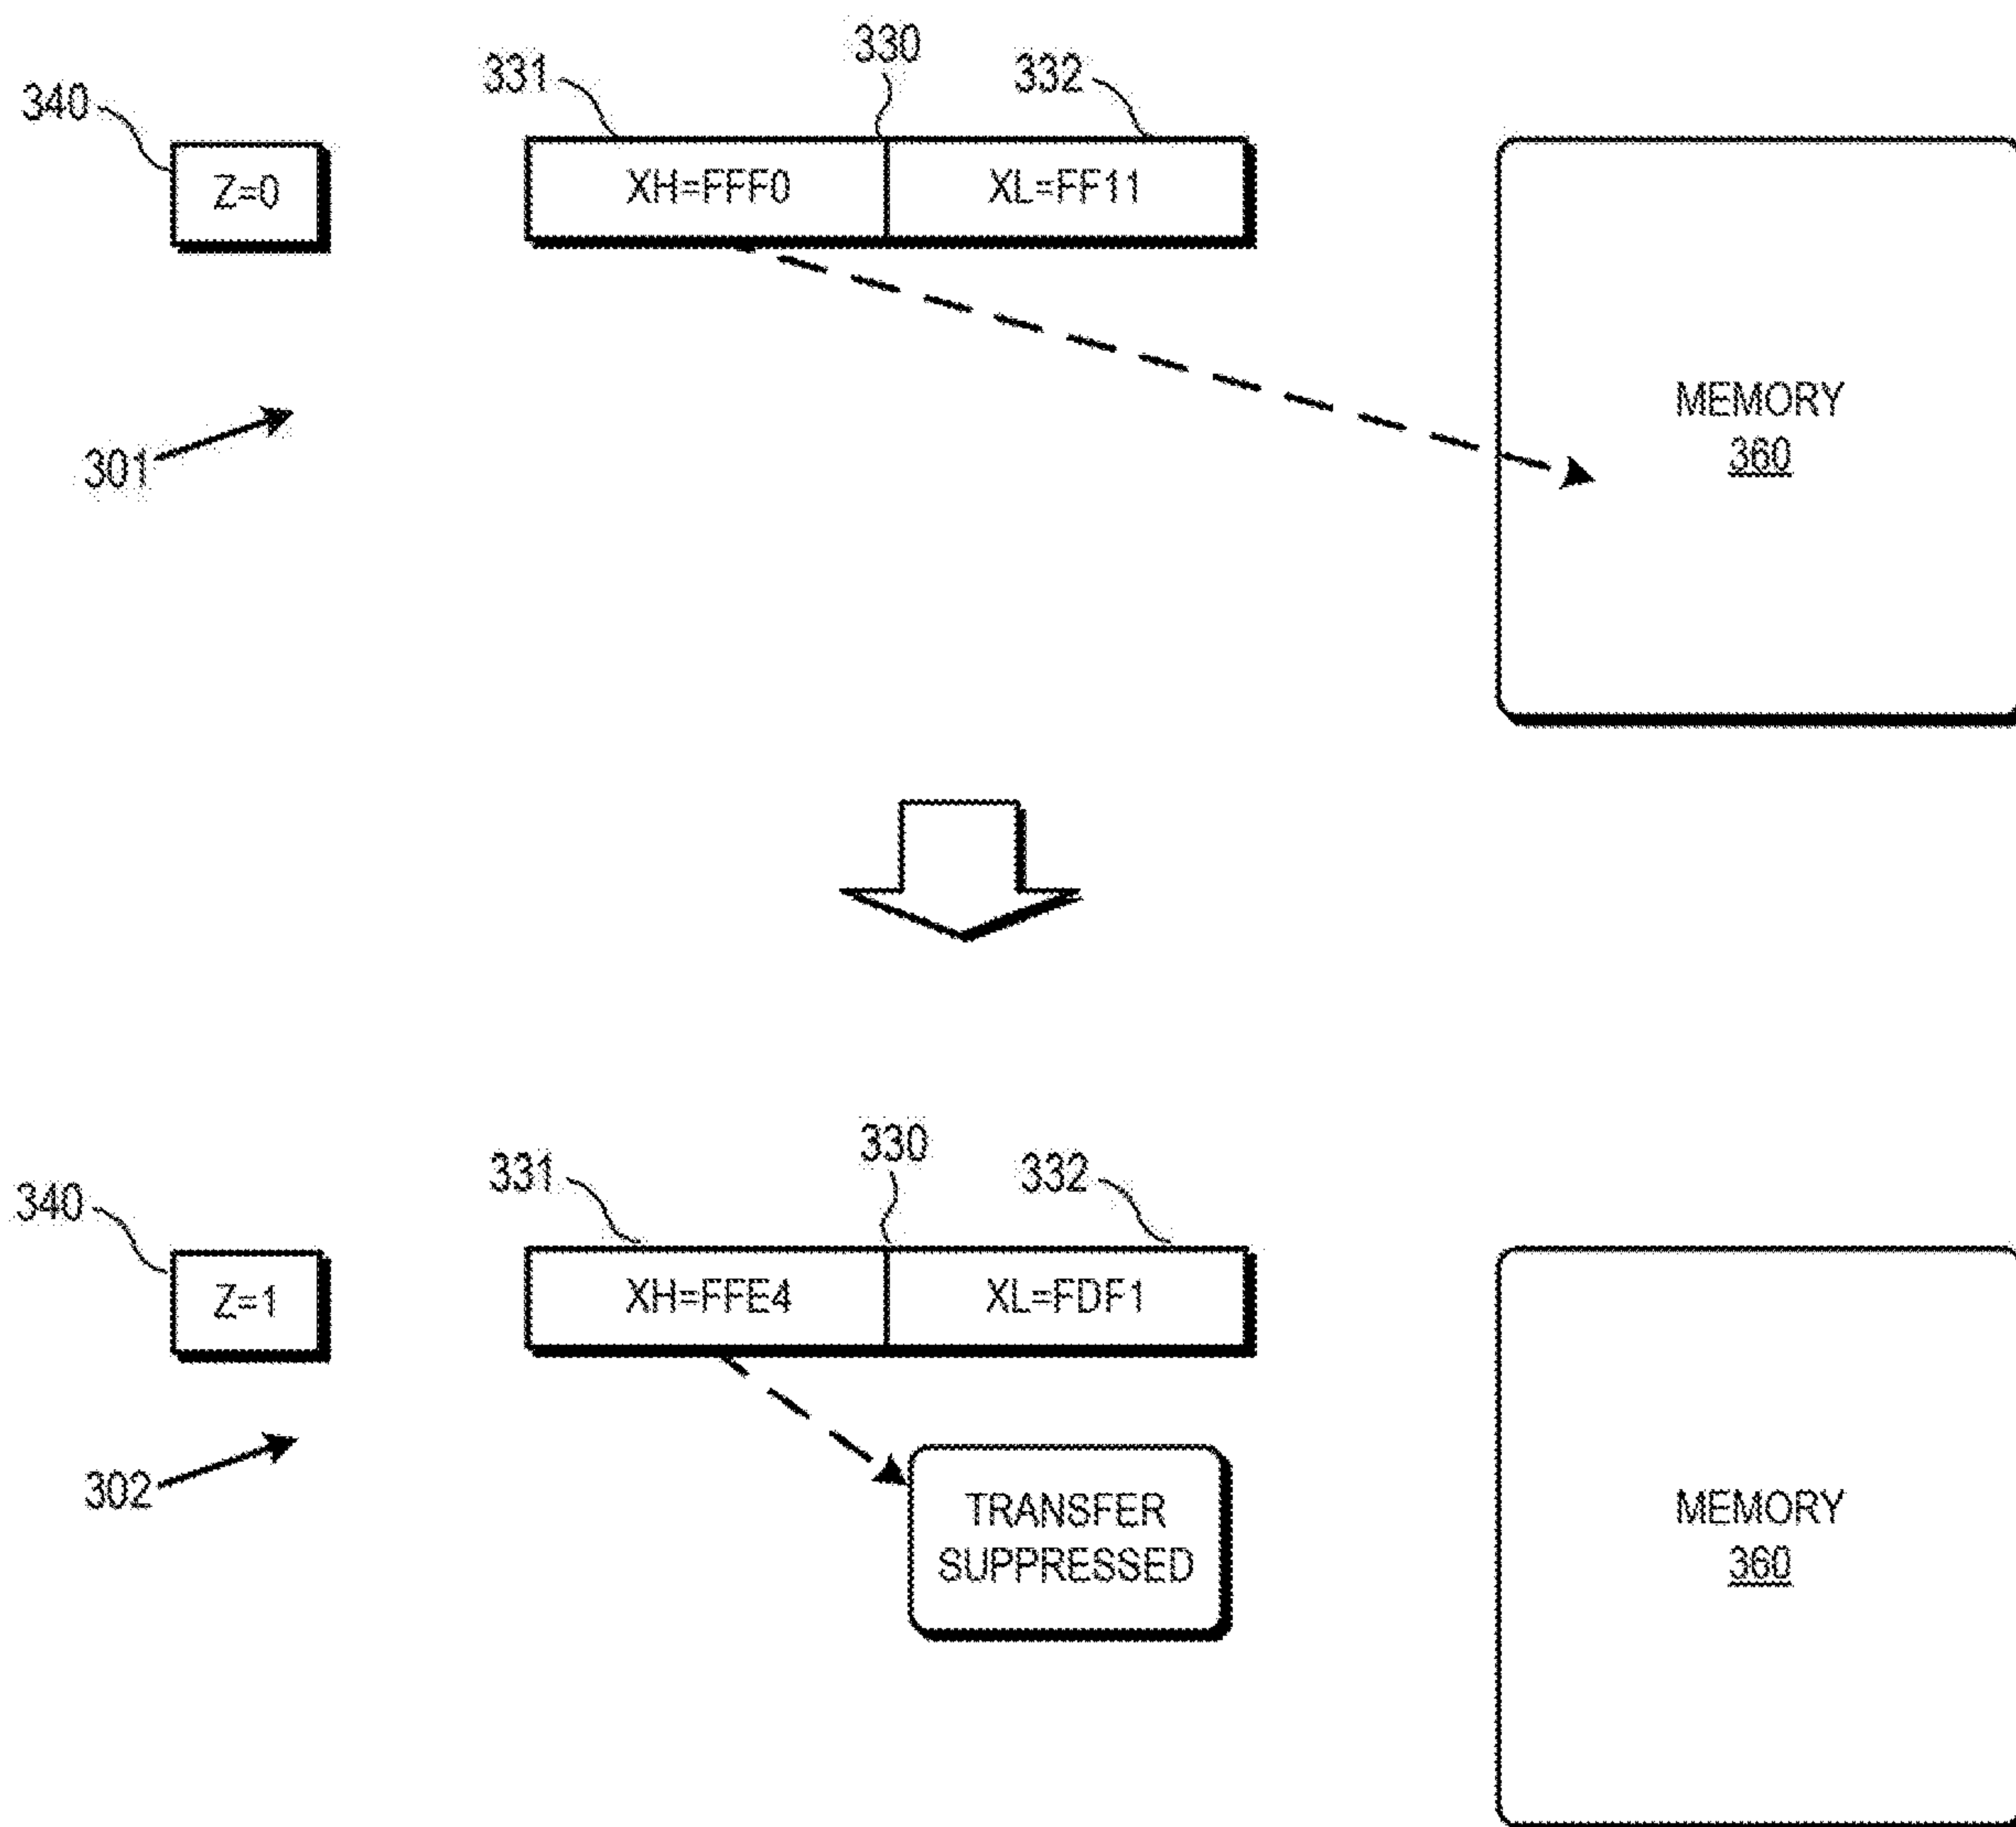 330
331
332
340
Z=0
XH=FFF0
XL=FF11
MEMORY
360
301
330
331
332
340
Z=1
XH=FFE4
XL=FDF1
302
TRANSFER
SUPPRESSED
MEMORY
360